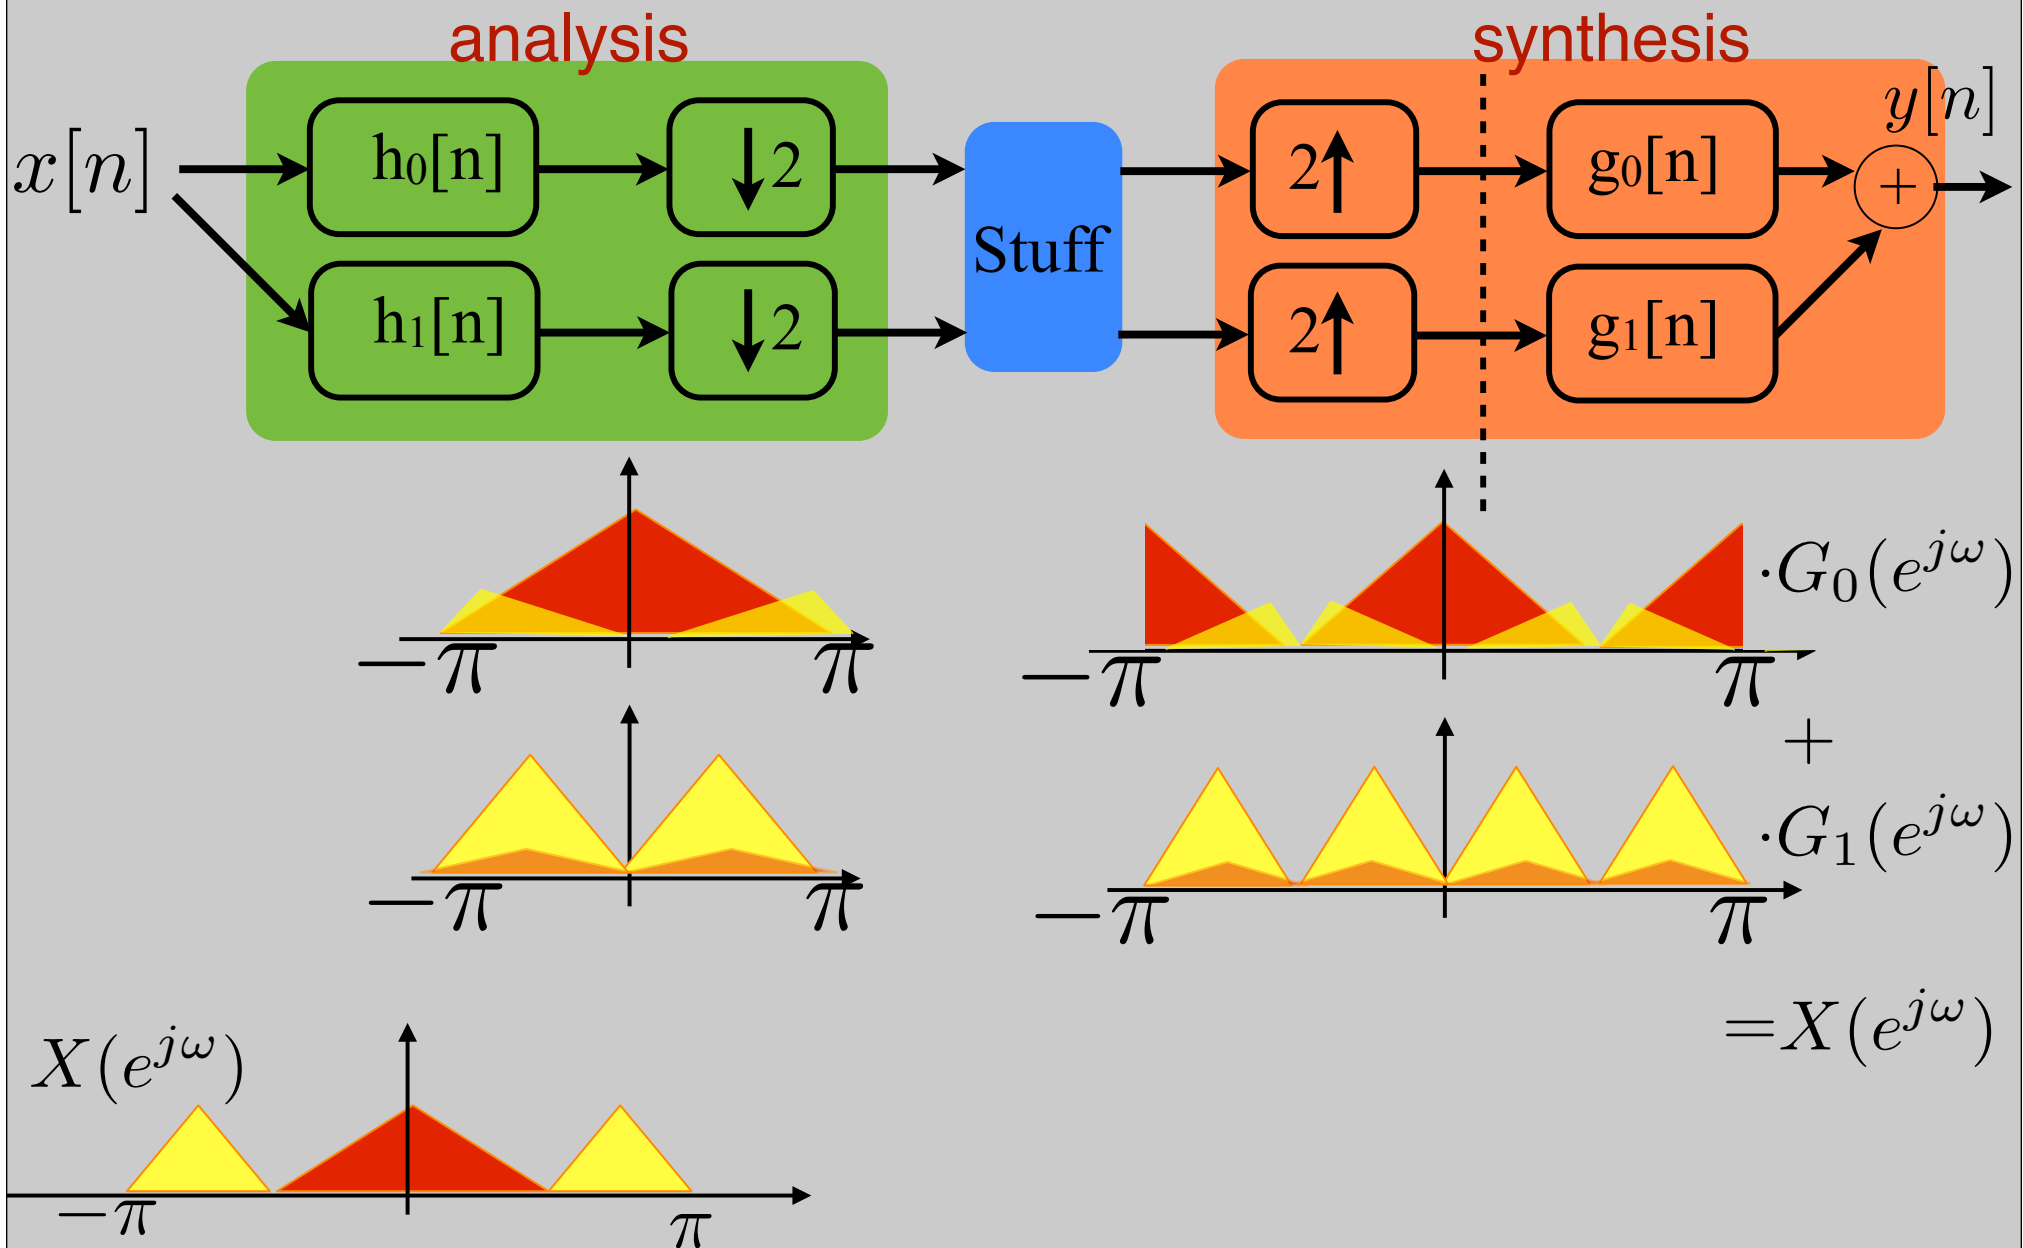 analysis
synthesis
x[n]
h₀[n]
↓2
h₁[n]
↓2
Stuff
2↑
g₀[n]
2↑
g₁[n]
+
y[n]
−π
π
−π
π
−π
π
·G₀(e^{jω})
+
−π
π
·G₁(e^{jω})
=X(e^{jω})
X(e^{jω})
−π
π